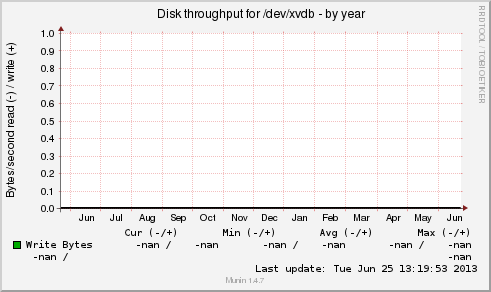 Disk throughput for /dev/xvdb - by year
RRDTOOL / TOBI OETIKER
Bytes/second read (-) / write (+)
1.0
0.9
0.8
0.7
0.6
0.5
0.4
0.3
0.2
0.1
0.0
Jun Jul Aug Sep Oct Nov Dec Jan Feb Mar Apr May Jun
Cur (-/+) Min (-/+) Avg (-/+) Max (-/+)
Write Bytes -nan / -nan -nan / -nan -nan / -nan
-nan / -nan
Last update: Tue Jun 25 13:19:53 2013
Munin 1.4.7